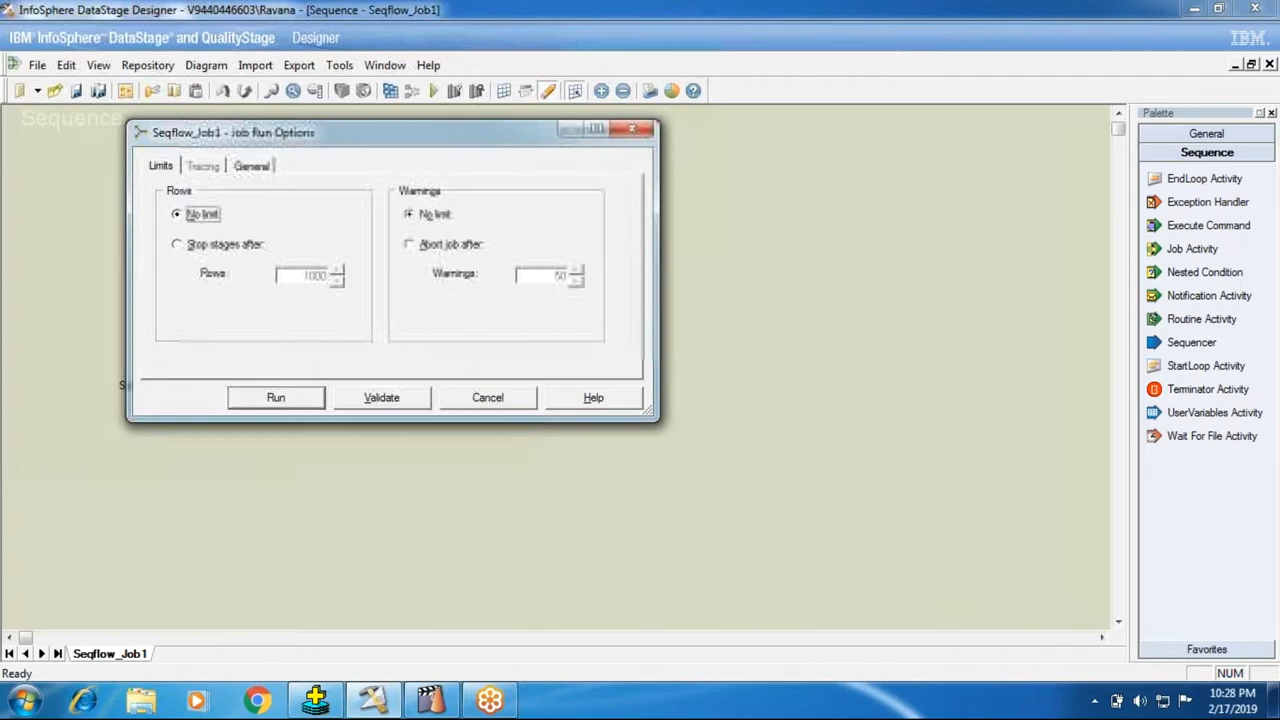 InfoSphere DataStage Designer - V9440446603\Ravana - [Sequence - Seqflow_Job1]
IBM® InfoSphere™ DataStage® and QualityStage Designer
IBM.
File Edit View Repository Diagram Import Export Tools Window Help
Sequence
Seqflow_Job1 - Job Run Options
Limits Tracing General
Rows
No limit
Stop stages after:
Rows 1000
Warnings
No limit
Abort job after:
Warnings: 50
Run Validate Cancel Help
Palette
General
Sequence
EndLoop Activity
Exception Handler
Execute Command
Job Activity
Nested Condition
Notification Activity
Routine Activity
Sequencer
StartLoop Activity
Terminator Activity
UserVariables Activity
Wait For File Activity
Favorites
Seqflow_Job1
Ready
NUM
10:28 PM
2/17/2019